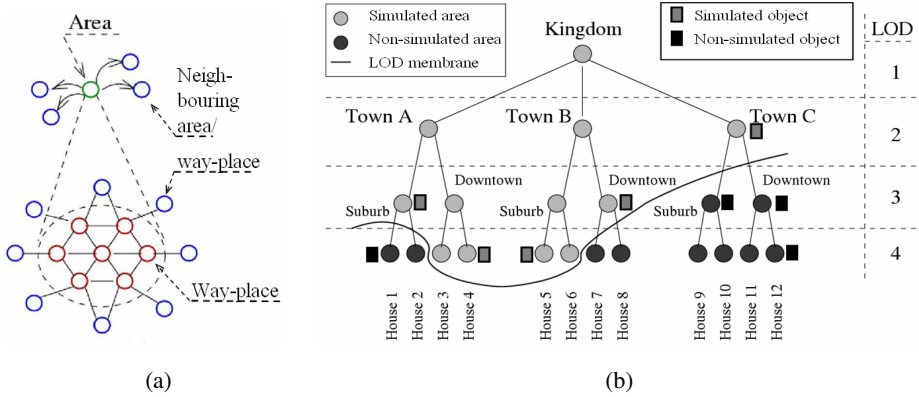 Area
Neigh-
bouring
area/
way-place
Way-place
(a)
Simulated area
Non-simulated area
LOD membrane
Simulated object
Non-simulated object
LOD
Kingdom
1
Town A
Town B
Town C
2
Suburb
Downtown
Suburb
Downtown
Suburb
Downtown
3
4
House 1
House 2
House 3
House 4
House 5
House 6
House 7
House 8
House 9
House 10
House 11
House 12
(b)